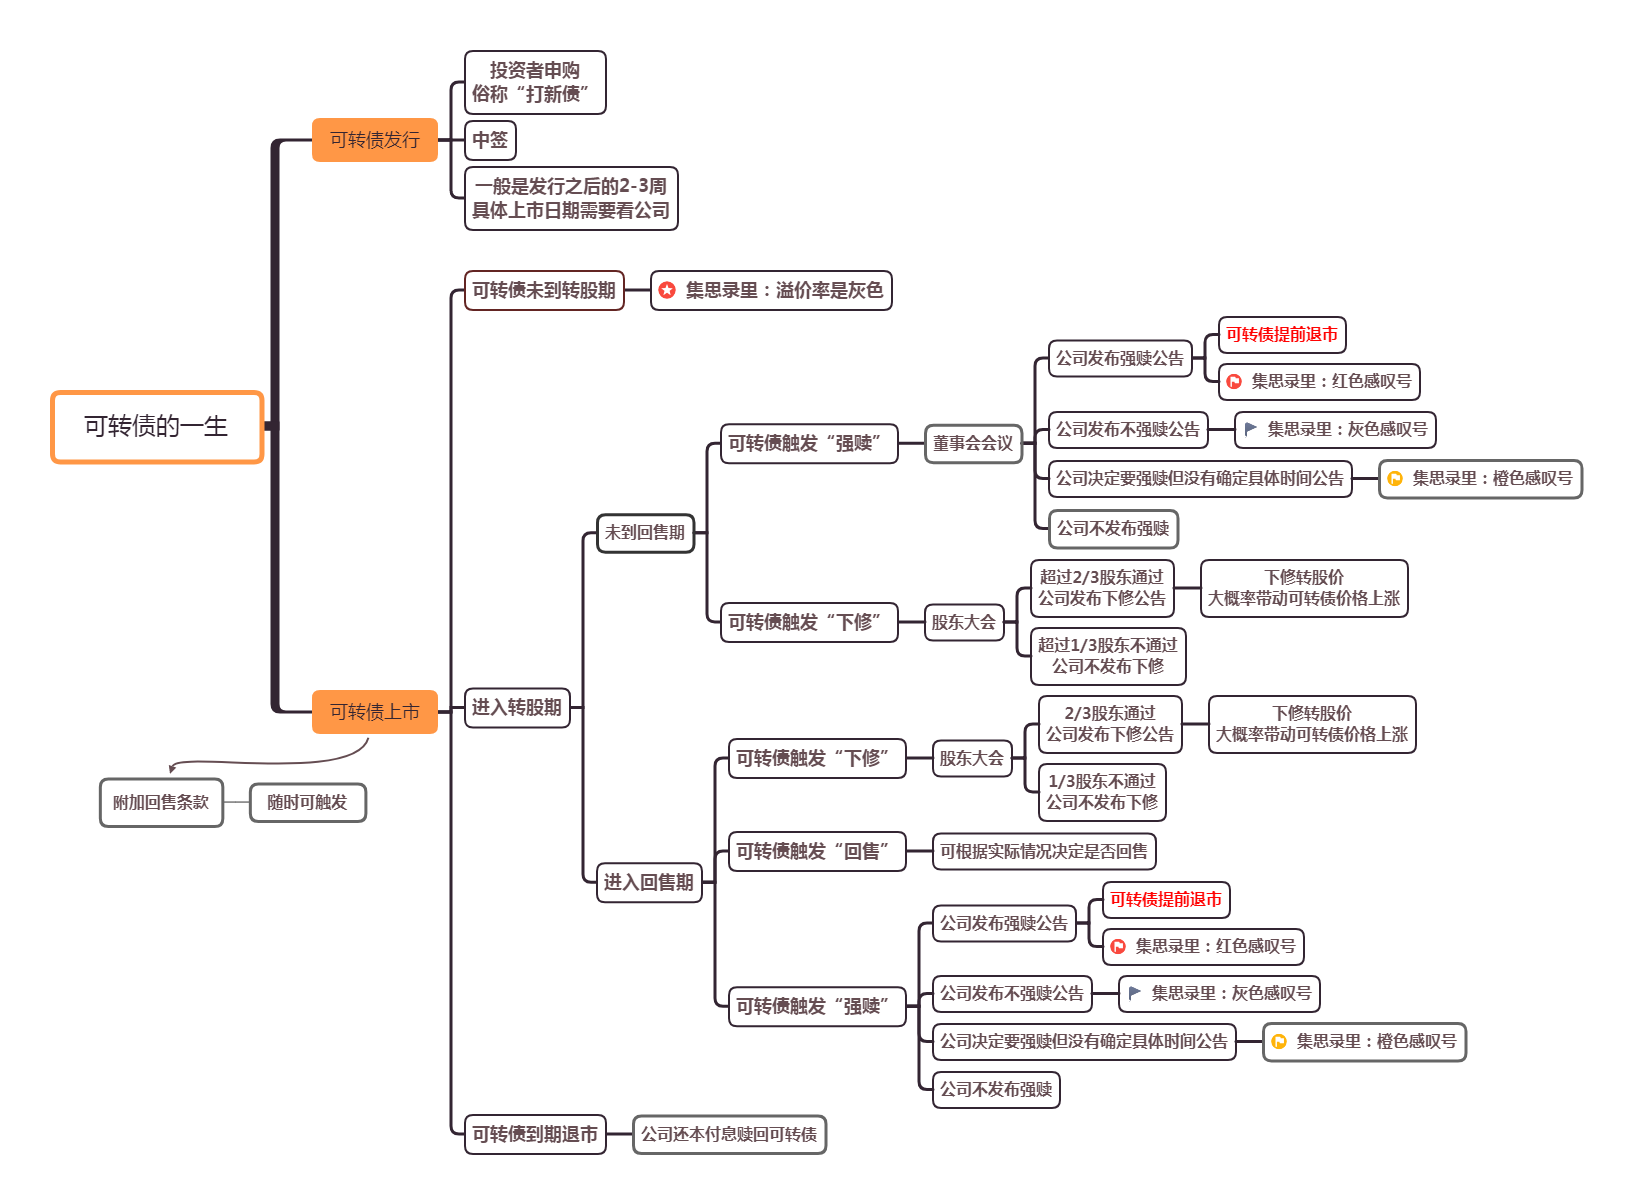 可转债的一生
可转债发行
投资者申购
俗称“打新债”
中签
一般是发行之后的2-3周
具体上市日期需要看公司
可转债上市
附加回售条款
随时可触发
可转债未到转股期
集思录里：溢价率是灰色
进入转股期
未到回售期
可转债触发“强赎”
董事会会议
公司发布强赎公告
可转债提前退市
集思录里：红色感叹号
公司发布不强赎公告
集思录里：灰色感叹号
公司决定要强赎但没有确定具体时间公告
集思录里：橙色感叹号
公司不发布强赎
可转债触发“下修”
股东大会
超过2/3股东通过
公司发布下修公告
下修转股价
大概率带动可转债价格上涨
超过1/3股东不通过
公司不发布下修
进入回售期
可转债触发“下修”
股东大会
2/3股东通过
公司发布下修公告
下修转股价
大概率带动可转债价格上涨
1/3股东不通过
公司不发布下修
可转债触发“回售”
可根据实际情况决定是否回售
可转债触发“强赎”
公司发布强赎公告
可转债提前退市
集思录里：红色感叹号
公司发布不强赎公告
集思录里：灰色感叹号
公司决定要强赎但没有确定具体时间公告
集思录里：橙色感叹号
公司不发布强赎
可转债到期退市
公司还本付息赎回可转债